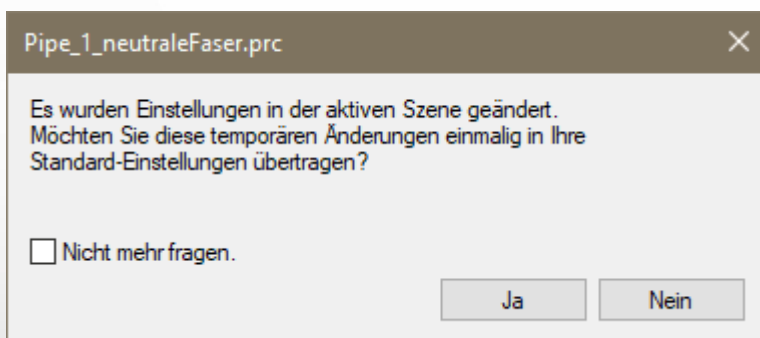 Pipe_1_neutraleFaser.prc
Es wurden Einstellungen in der aktiven Szene geändert.
Möchten Sie diese temporären Änderungen einmalig in Ihre
Standard-Einstellungen übertragen?
Nicht mehr fragen.
Ja Nein